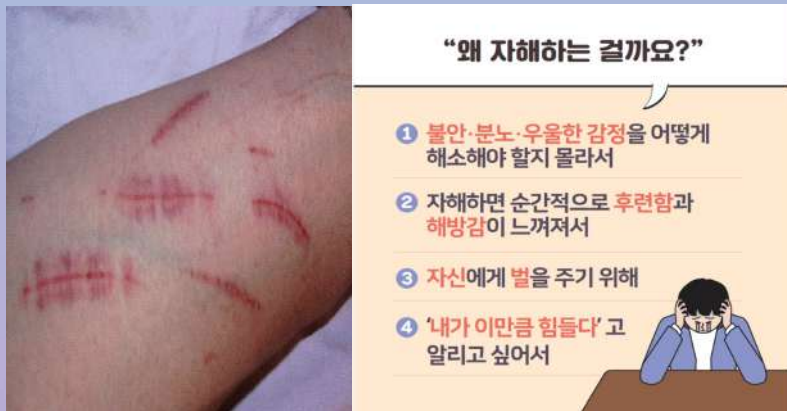 “왜 자해하는 걸까요?”
1 불안·분노·우울한 감정을 어떻게
해소해야 할지 몰라서
2 자해하면 순간적으로 후련함과
해방감이 느껴져서
3 자신에게 벌을 주기 위해
4 ‘내가 이만큼 힘들다’ 고
알리고 싶어서